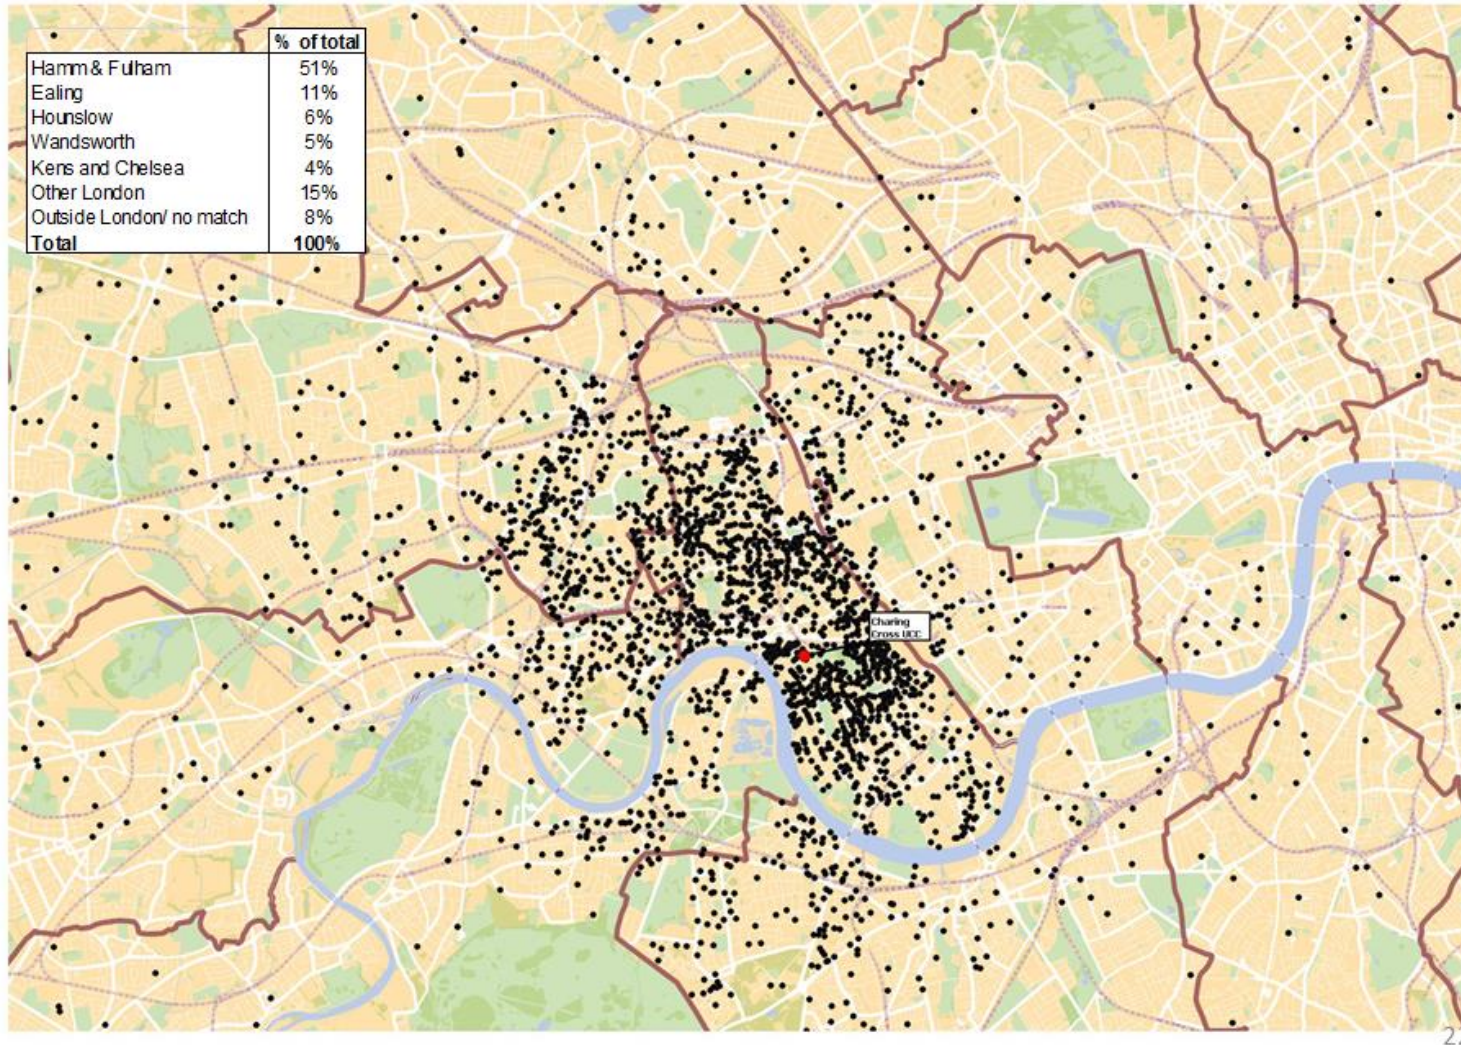 % of total
Hamm & Fulham 51%
Ealing 11%
Hounslow 6%
Wandsworth 5%
Kens and Chelsea 4%
Other London 15%
Outside London/ no match 8%
Total 100%
Charing
Cross UCC